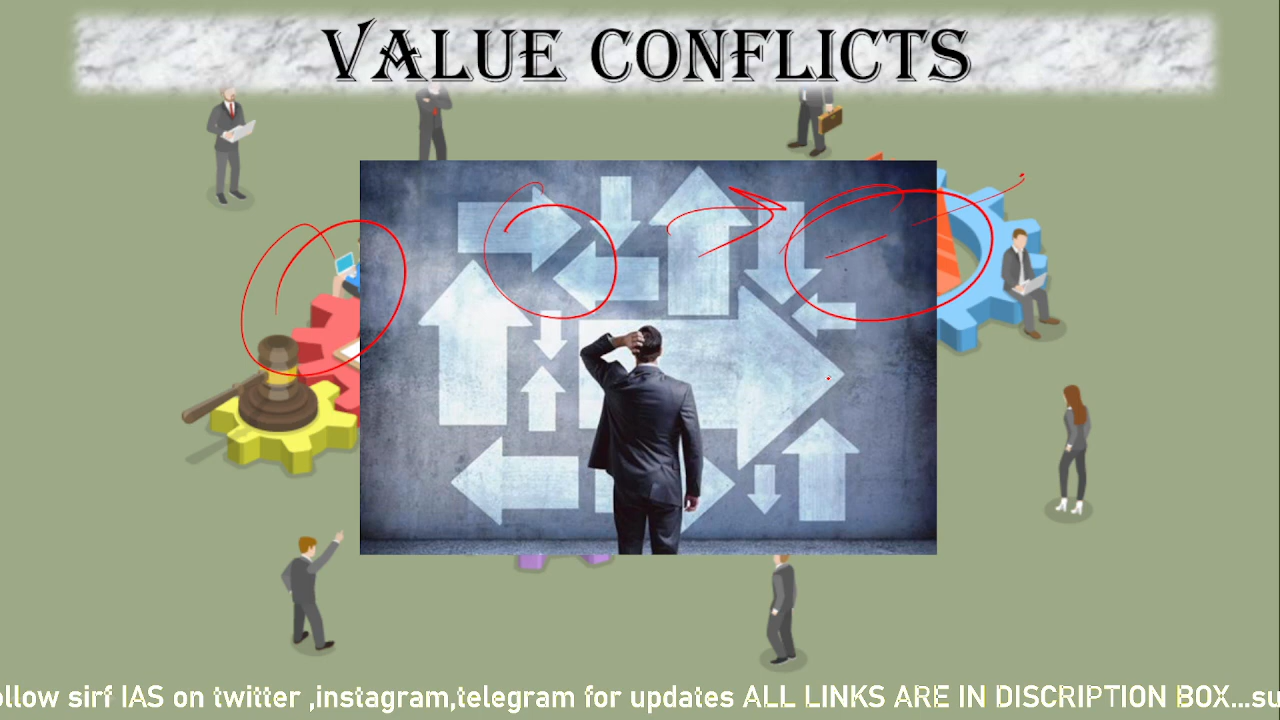 VALUE CONFLICTS
ollow sirf IAS on twitter ,instagram,telegram for updates ALL LINKS ARE IN DISCRIPTION BOX...su